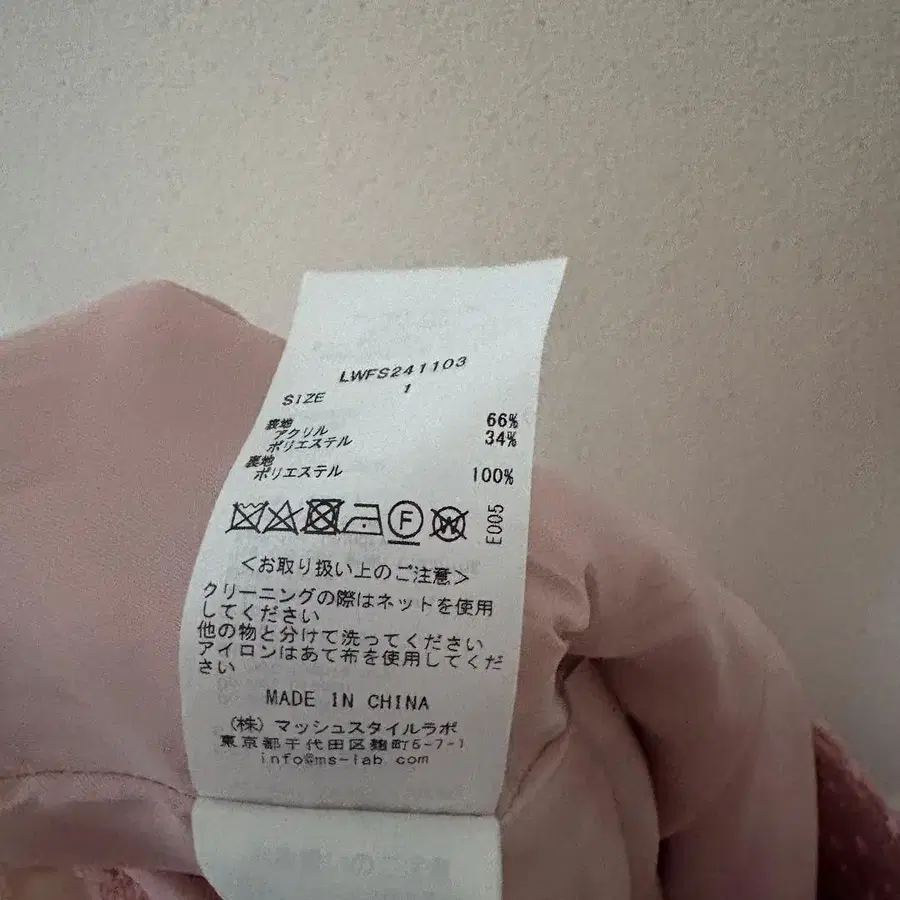 LWFS241103
SIZE 1
表地
アクリル 66%
ポリエステル 34%
裏地
ポリエステル 100%
F W E005
<お取り扱い上のご注意>
クリーニングの際はネットを使用
してください
他の物と分けて洗ってください
アイロンはあて布を使用してくだ
さい
MADE IN CHINA
(株)マッシュスタイルラボ
東京都千代田区麹町5-7-1
info@ms-lab.com